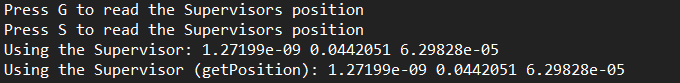 Press G to read the Supervisors position
Press S to read the Supervisors position
Using the Supervisor: 1.27199e-09 0.0442051 6.29828e-05
Using the Supervisor (getPosition): 1.27199e-09 0.0442051 6.29828e-05